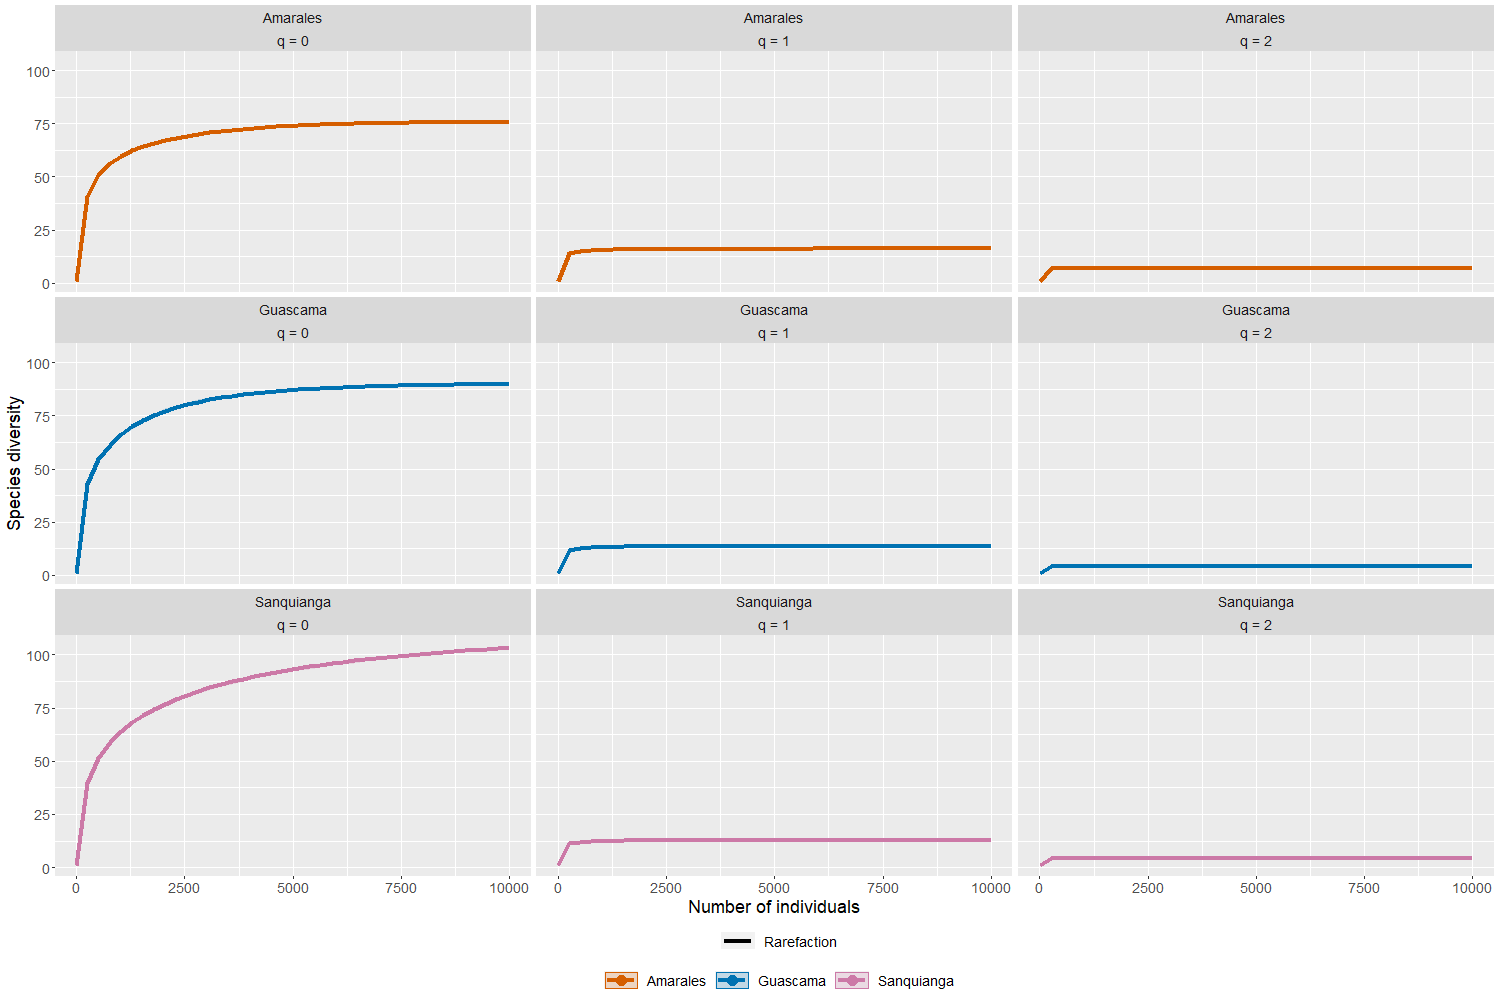 Amarales
q = 0
Amarales
q = 1
Amarales
q = 2
100
75
50
25
0
Guascama
q = 0
Guascama
q = 1
Guascama
q = 2
100
75
50
25
0
Species diversity
Sanquianga
q = 0
Sanquianga
q = 1
Sanquianga
q = 2
100
75
50
25
0
0 2500 5000 7500 10000
0 2500 5000 7500 10000
0 2500 5000 7500 10000
Number of individuals
Rarefaction
Amarales Guascama Sanquianga